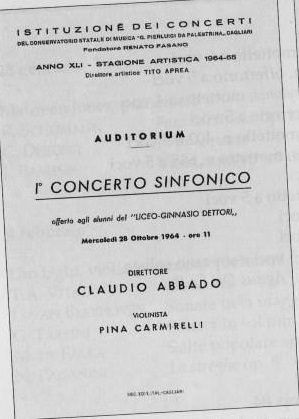 ISTITUZIONE DEI CONCERTI
DEL CONSERVATORIO STATALE DI MUSICA "G. PIERLUIGI DA PALESTRINA", CAGLIARI
Fondatore RENATO FASANO
ANNO XLI - STAGIONE ARTISTICA 1964-65
Direttore artistico TITO APREA
AUDITORIUM
I° CONCERTO SINFONICO
offerto agli alunni del "LICEO-GINNASIO DETTORI,,
Mercoledì 28 Ottobre 1964 - ore 11
DIRETTORE
CLAUDIO ABBADO
VIOLINISTA
PINA CARMIRELLI